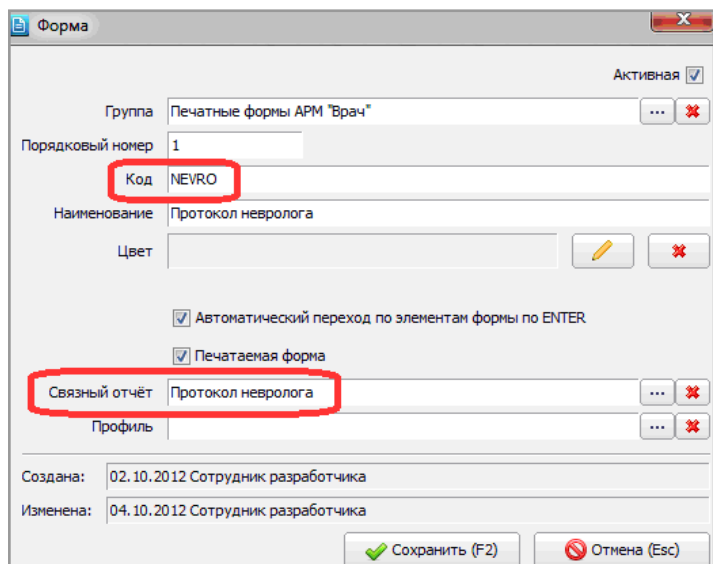 Форма
Активная
Группа Печатные формы АРМ "Врач" ...
Порядковый номер 1
Код NEVRO
Наименование Протокол невролога
Цвет
Автоматический переход по элементам формы по ENTER
Печатаемая форма
Связный отчёт Протокол невролога ...
Профиль ...
Создана: 02.10.2012 Сотрудник разработчика
Изменена: 04.10.2012 Сотрудник разработчика
Сохранить (F2) Отмена (Esc)